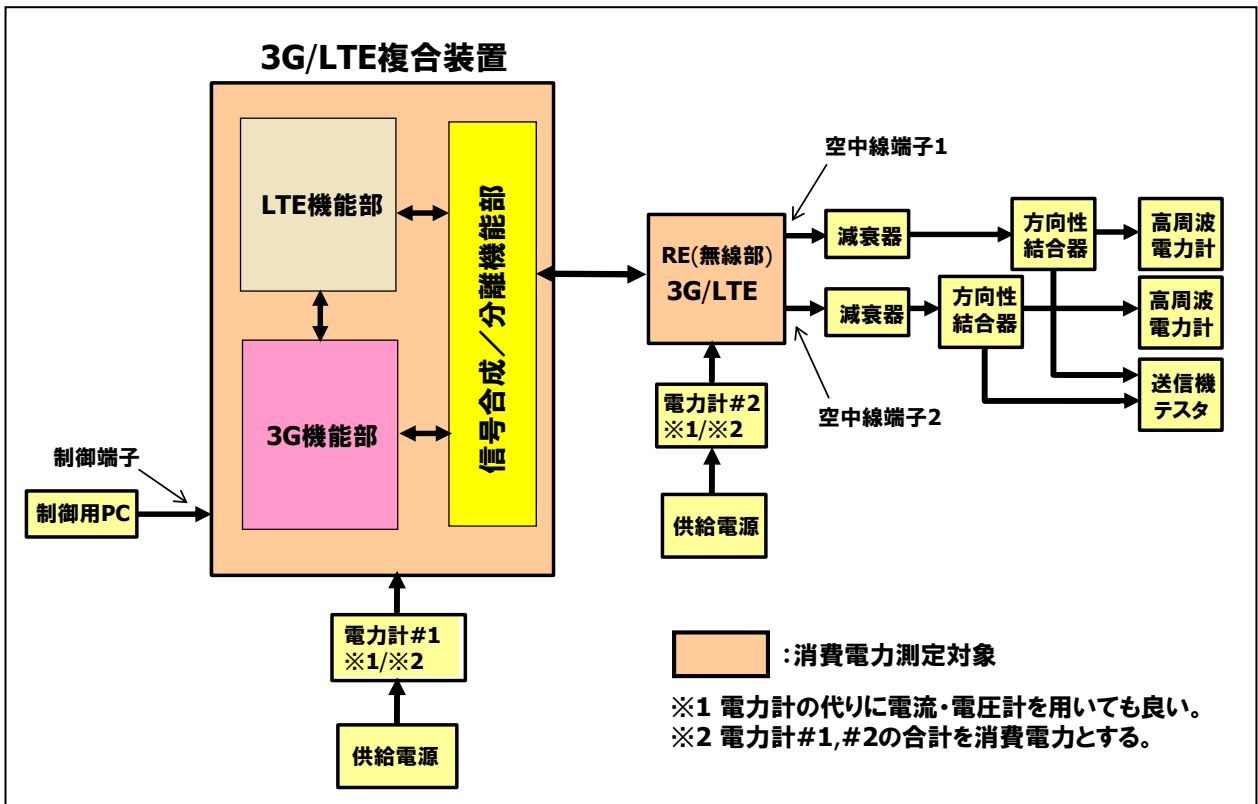 3G/LTE複合装置
LTE機能部
3G機能部
信号合成／分離機能部
制御端子
制御用PC
電力計#1
※1/※2
供給電源
RE(無線部)
3G/LTE
空中線端子1
空中線端子2
電力計#2
※1/※2
供給電源
減衰器
方向性
結合器
高周波
電力計
減衰器
方向性
結合器
高周波
電力計
送信機
テスタ
：消費電力測定対象
※1 電力計の代りに電流・電圧計を用いても良い。
※2 電力計#1,#2の合計を消費電力とする。